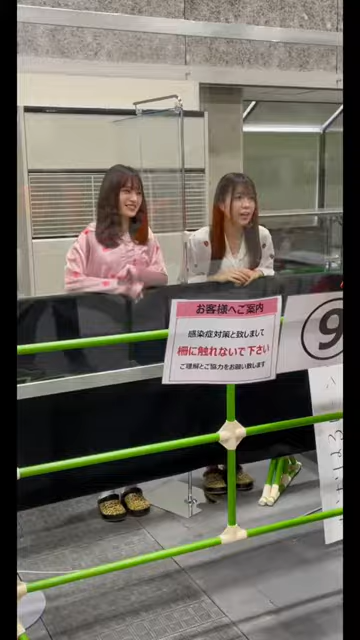 お客様へご案内
感染症対策と致しまして
柵に触れないで下さい
ご理解とご協力をお願い致します
9